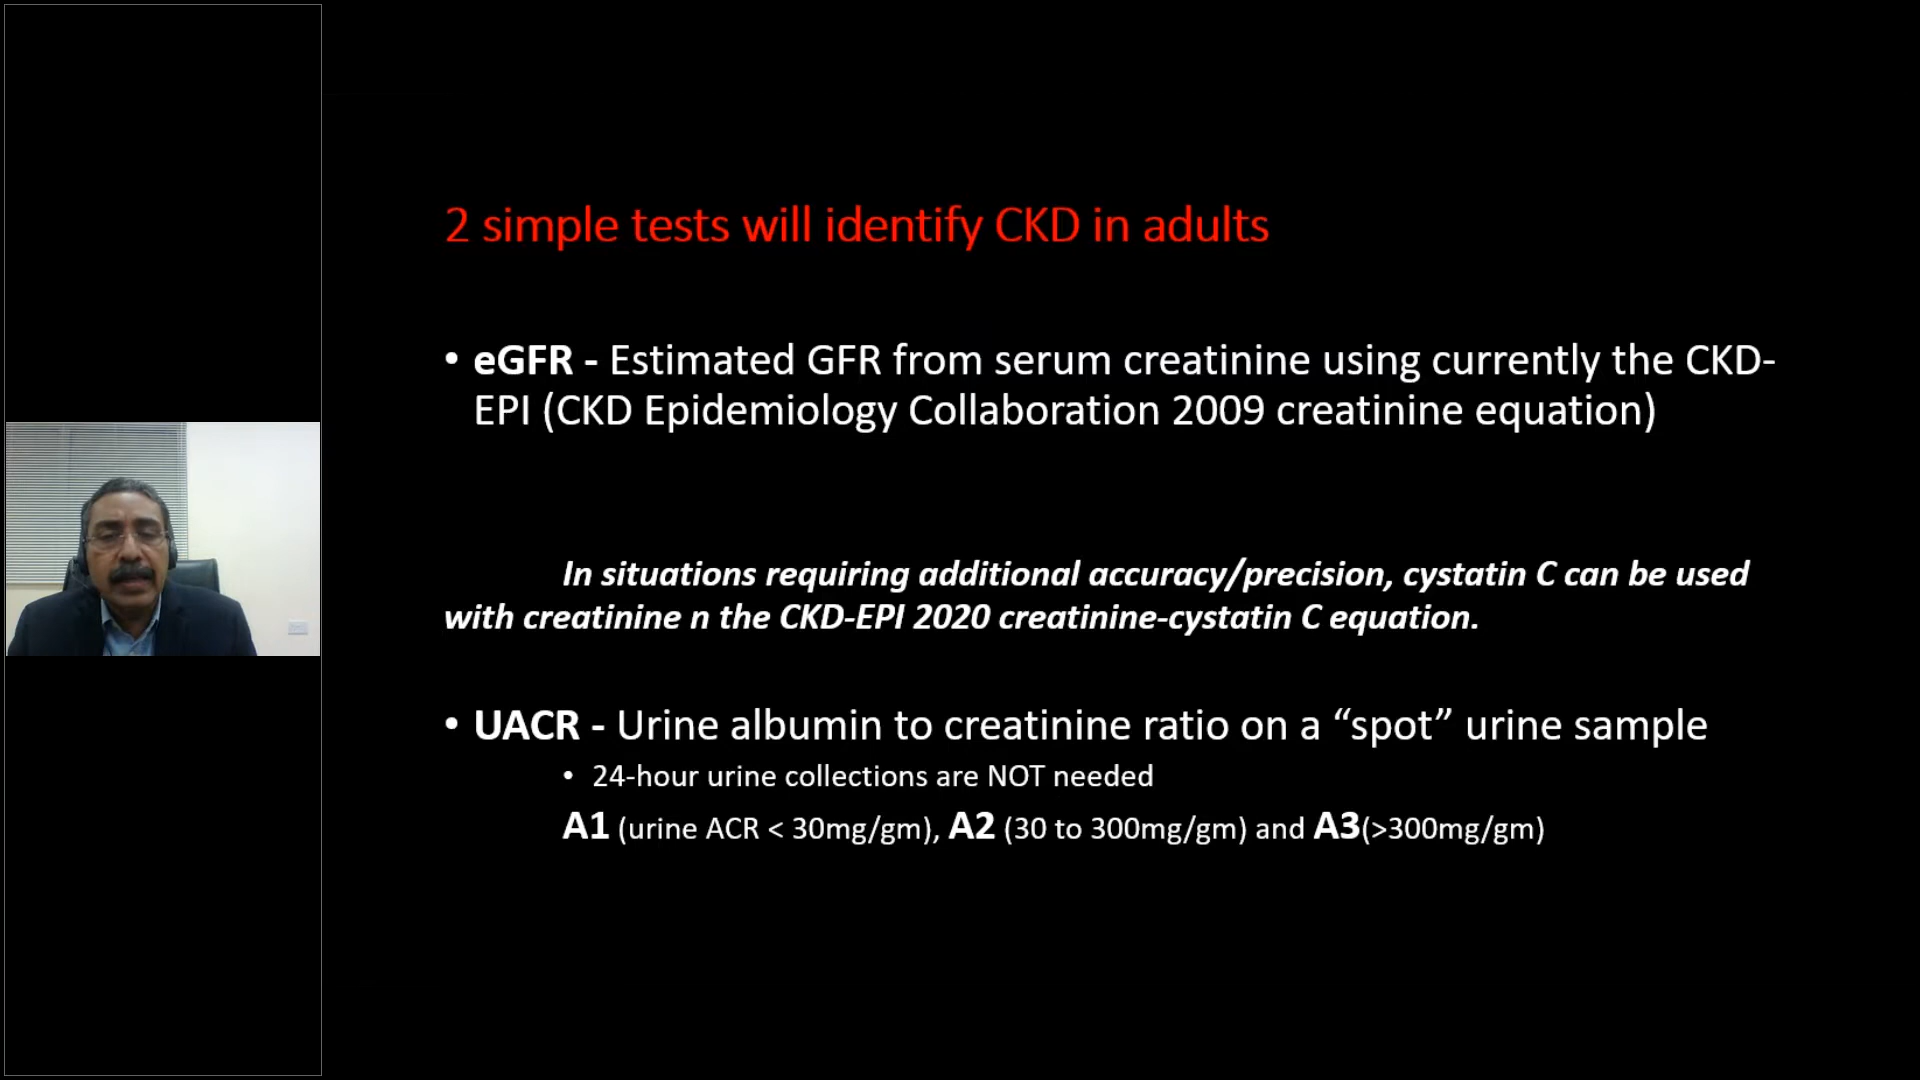 2 simple tests will identify CKD in adults
• eGFR - Estimated GFR from serum creatinine using currently the CKD-
EPI (CKD Epidemiology Collaboration 2009 creatinine equation)
In situations requiring additional accuracy/precision, cystatin C can be used
with creatinine n the CKD-EPI 2020 creatinine-cystatin C equation.
• UACR - Urine albumin to creatinine ratio on a “spot” urine sample
• 24-hour urine collections are NOT needed
A1 (urine ACR < 30mg/gm), A2 (30 to 300mg/gm) and A3(>300mg/gm)